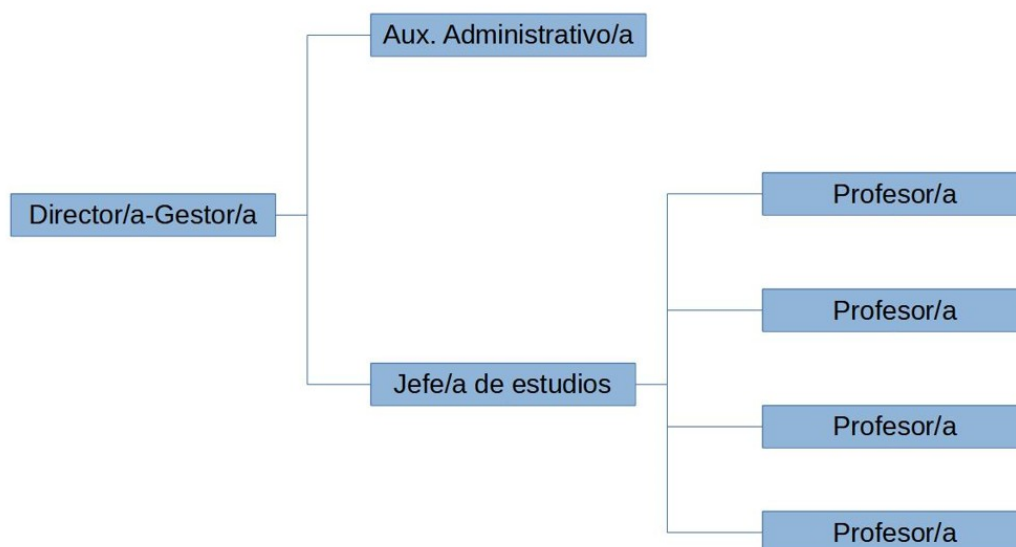 Aux. Administrativo/a
Director/a-Gestor/a
Jefe/a de estudios
Profesor/a
Profesor/a
Profesor/a
Profesor/a